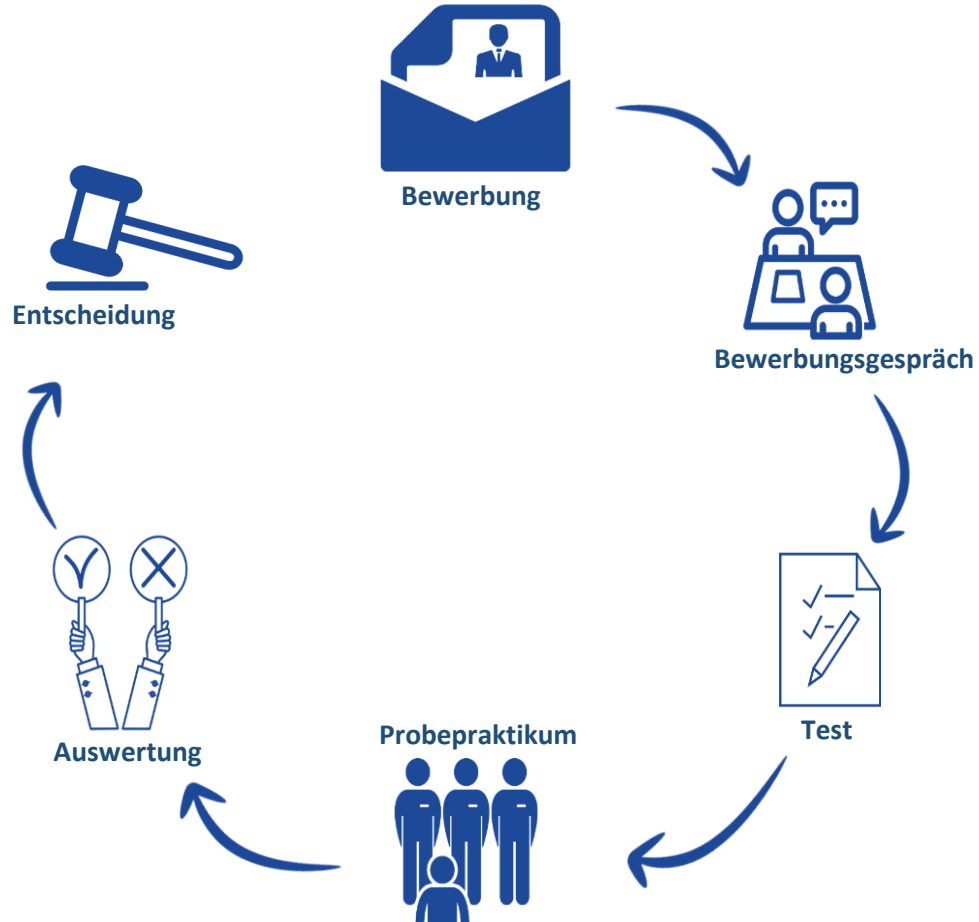 Bewerbung
Bewerbungsgespräch
Test
Probepraktikum
Auswertung
Entscheidung